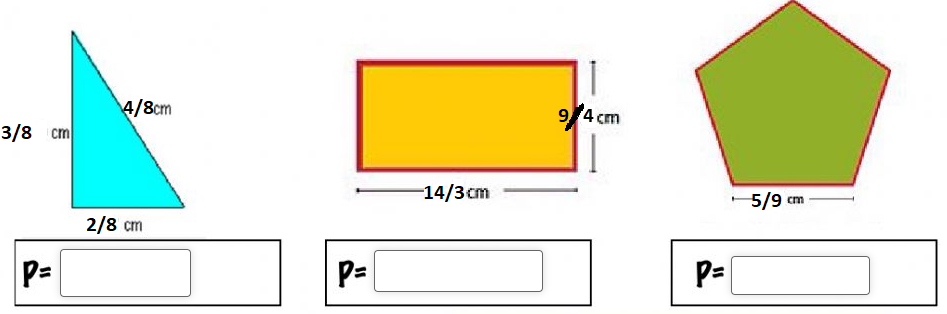 4/8cm
3/8 cm
2/8 cm
9/4 cm
14/3cm
5/9 cm
P=
P=
P=